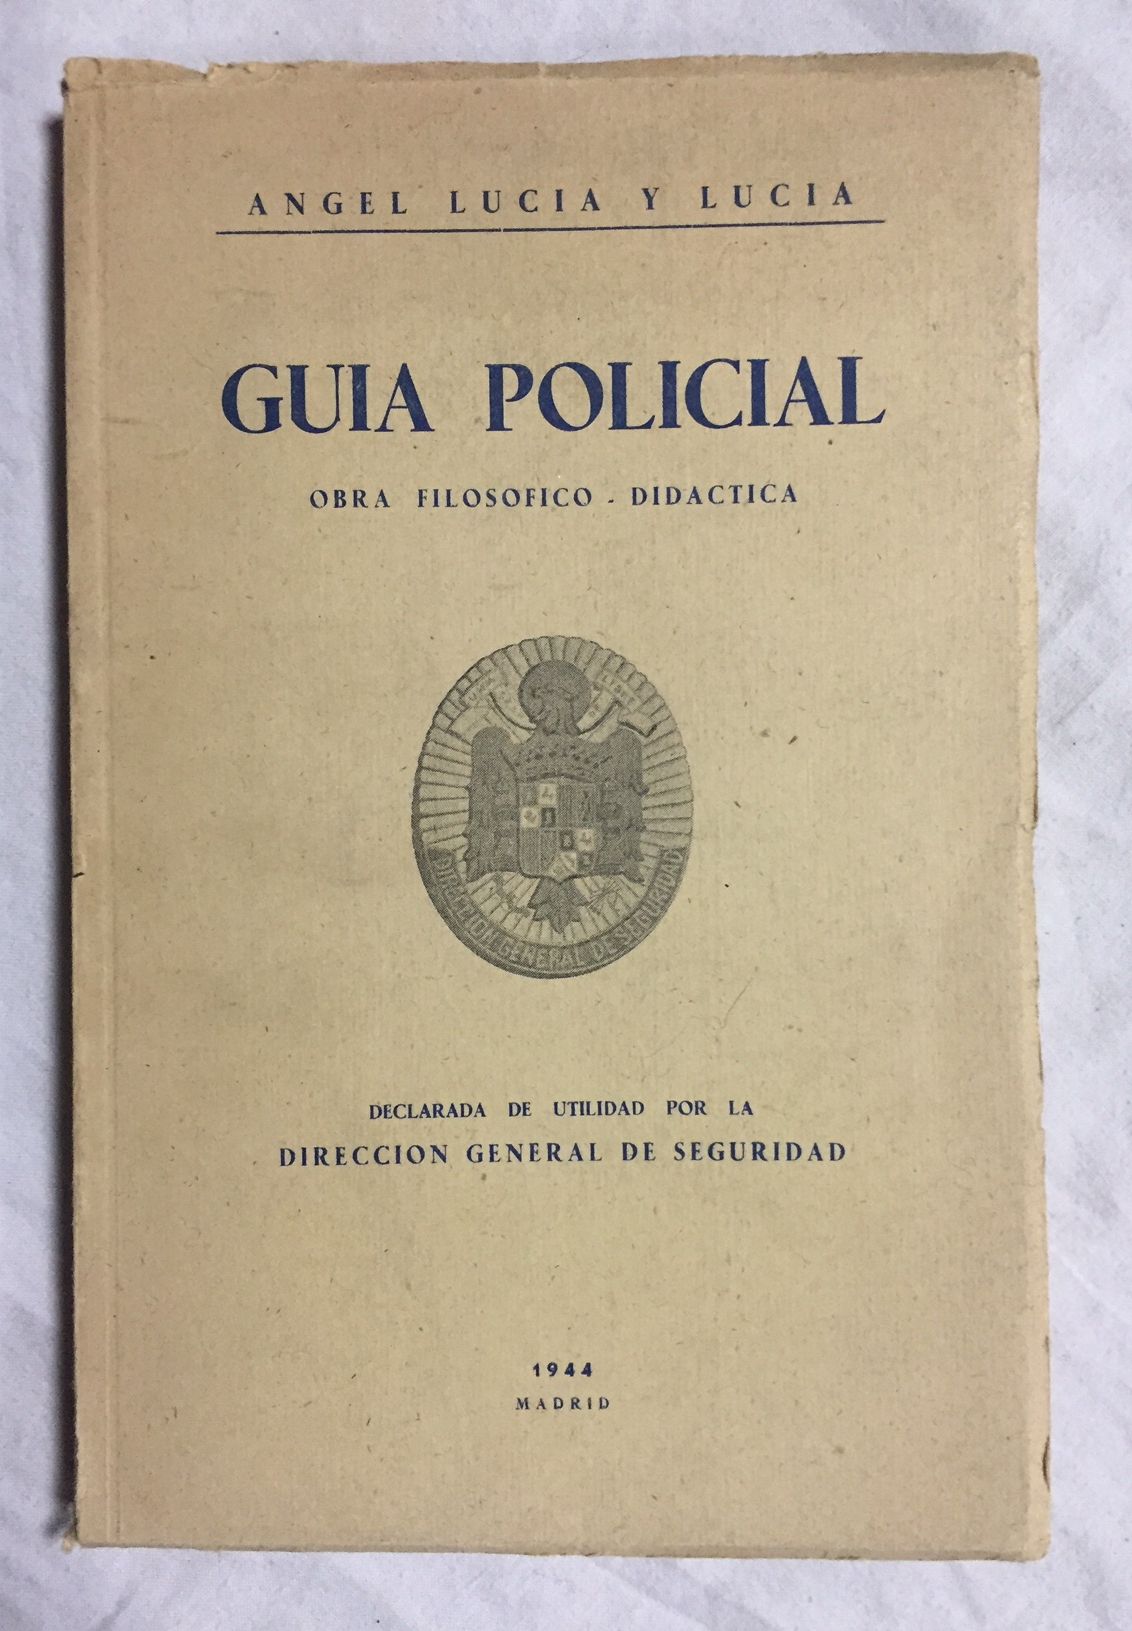 ANGEL LUCIA Y LUCIA
GUIA POLICIAL
OBRA FILOSOFICO - DIDACTICA
DIRECCION GENERAL DE SEGURIDAD
DECLARADA DE UTILIDAD POR LA
DIRECCION GENERAL DE SEGURIDAD
1944
MADRID